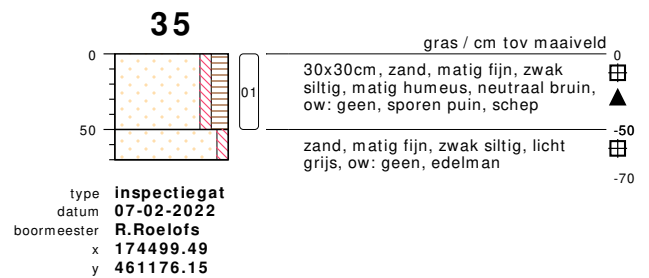 35
gras / cm tov maaiveld
0
0
30x30cm, zand, matig fijn, zwak
siltig, matig humeus, neutraal bruin,
ow: geen, sporen puin, schep
01
50
-50
zand, matig fijn, zwak siltig, licht
grijs, ow: geen, edelman
-70
type inspectiegat
datum 07-02-2022
boormeester R.Roelofs
x 174499.49
y 461176.15